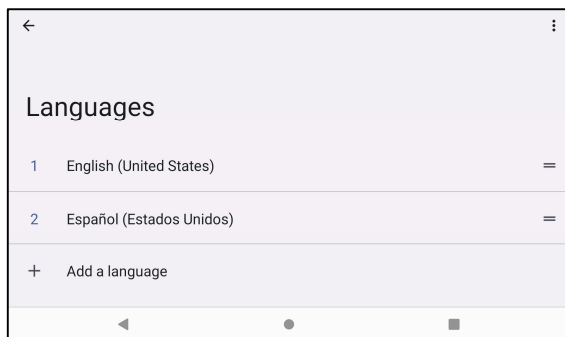 Languages
1 English (United States)
2 Español (Estados Unidos)
+ Add a language